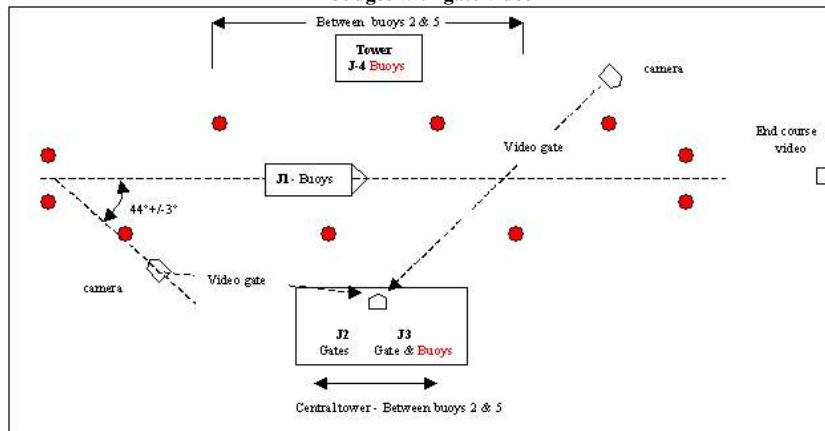 Between buoys 2 & 5
Tower
J-4 Buoys
camera
End course
video
Video gate
J1 - Buoys
44°+/-3°
Video gate
camera
J2
Gates
J3
Gate & Buoys
Central tower - Between buoys 2 & 5